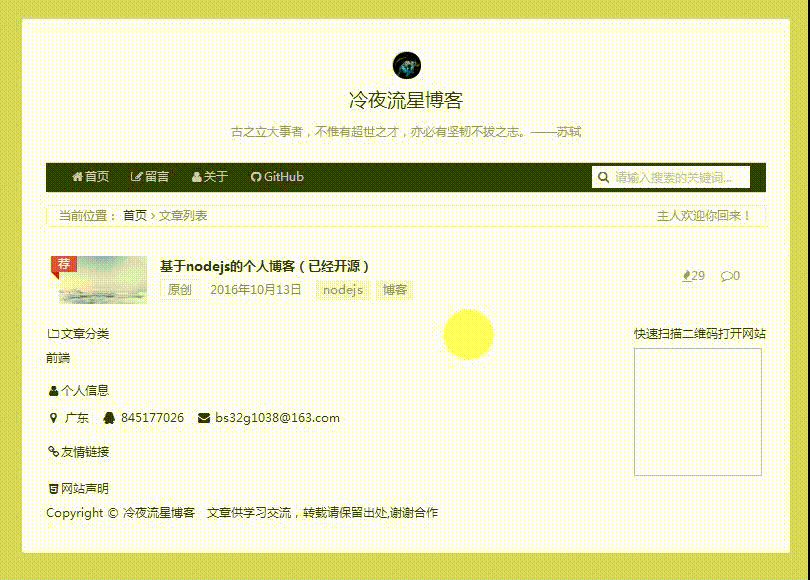 冷夜流星博客
古之立大事者，不惟有超世之才，亦必有坚韧不拔之志。——苏轼
首页 留言 关于 GitHub 请输入搜索的关键词...
当前位置： 首页 > 文章列表 主人欢迎你回来！
荐 基于nodejs的个人博客（已经开源）
原创 2016年10月13日 nodejs 博客 29 0
文章分类 快速扫描二维码打开网站
前端
个人信息
广东 845177026 bs32g1038@163.com
友情链接
网站声明
Copyright © 冷夜流星博客 文章供学习交流，转载请保留出处,谢谢合作